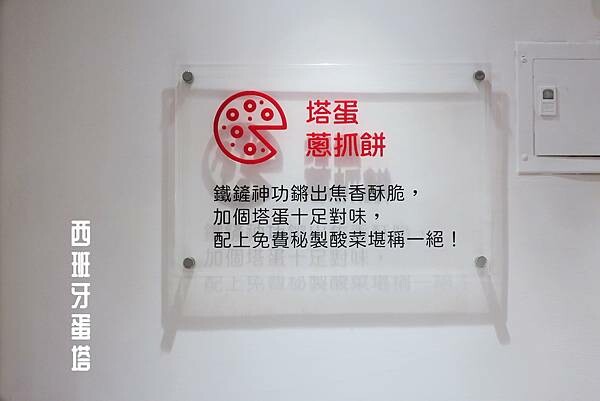 塔蛋
蔥抓餅
鐵鏟神功鏘出焦香酥脆，
加個塔蛋十足對味，
配上免費秘製酸菜堪稱一絕！
西班牙蛋塔